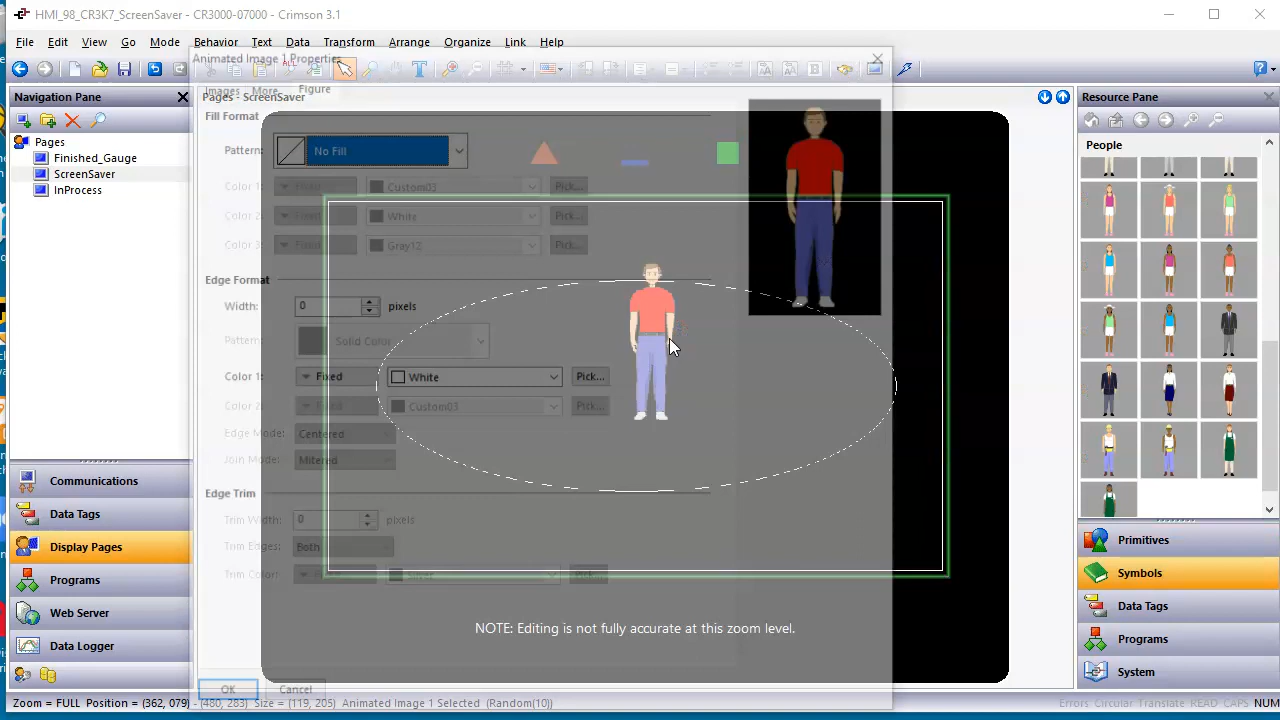 HMI_98_CR3K7_ScreenSaver - CR3000-07000 - Crimson 3.1
File Edit View Go Mode Behavior Text Data Transform Arrange Organize Link Help
Animated Image 1 Properties
Navigation Pane
Pages - ScreenSaver
Resource Pane
Images More Figure
Pages
Finished_Gauge
ScreenSaver
InProcess
Fill Format
Pattern: No Fill
Color 1: Fixed Custom03 Pick...
Color 2: Fixed White Pick...
Color 3: Fixed Gray12 Pick...
Edge Format
Width: 0 pixels
Pattern: Solid Color
Color 1: Fixed White Pick...
Color 2: Fixed Custom03 Pick...
Edge Mode: Centered
Join Mode: Mitered
Edge Trim
Trim Width: 0 pixels
Trim Edges: Both
Trim Color: Fixed Silver Pick...
NOTE: Editing is not fully accurate at this zoom level.
OK Cancel
Communications
Data Tags
Display Pages
Programs
Web Server
Data Logger
People
Primitives
Symbols
Data Tags
Programs
System
Zoom = FULL Position = (362, 079) - (480, 283) Size = (119, 205) Animated Image 1 Selected (Random(10))
Errors Circular Translate READ CAPS NUM